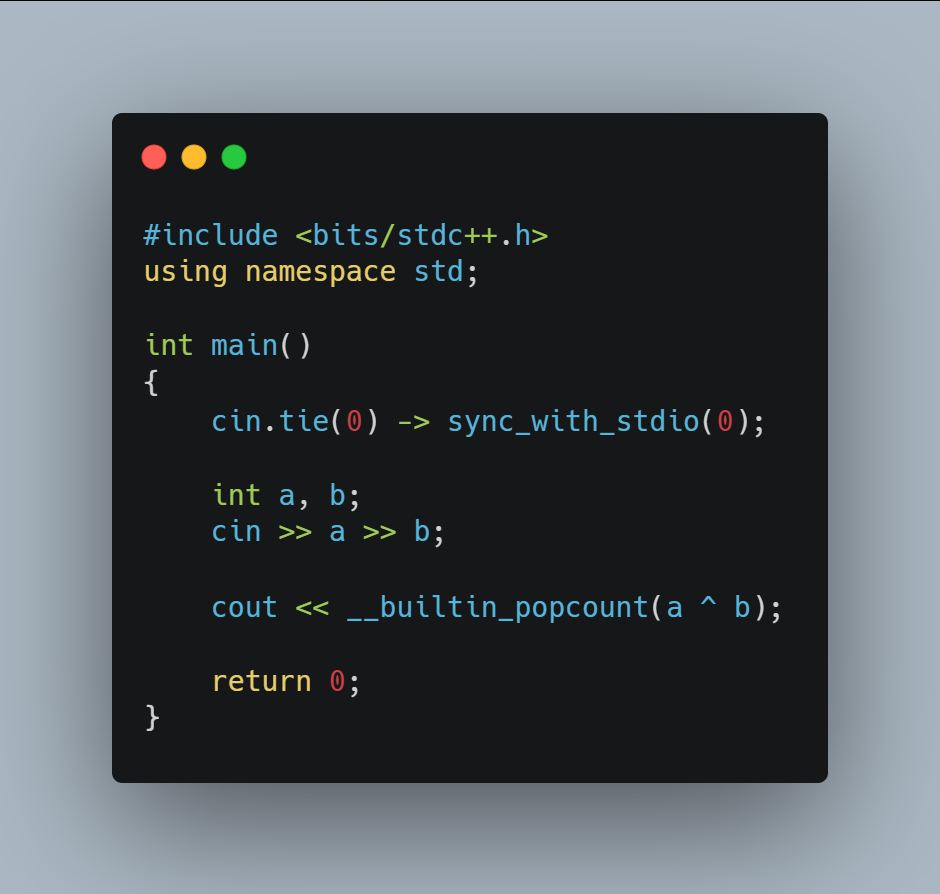 #include <bits/stdc++.h>
using namespace std;
int main()
{
cin.tie(0) -> sync_with_stdio(0);
int a, b;
cin >> a >> b;
cout << __builtin_popcount(a ^ b);
return 0;
}